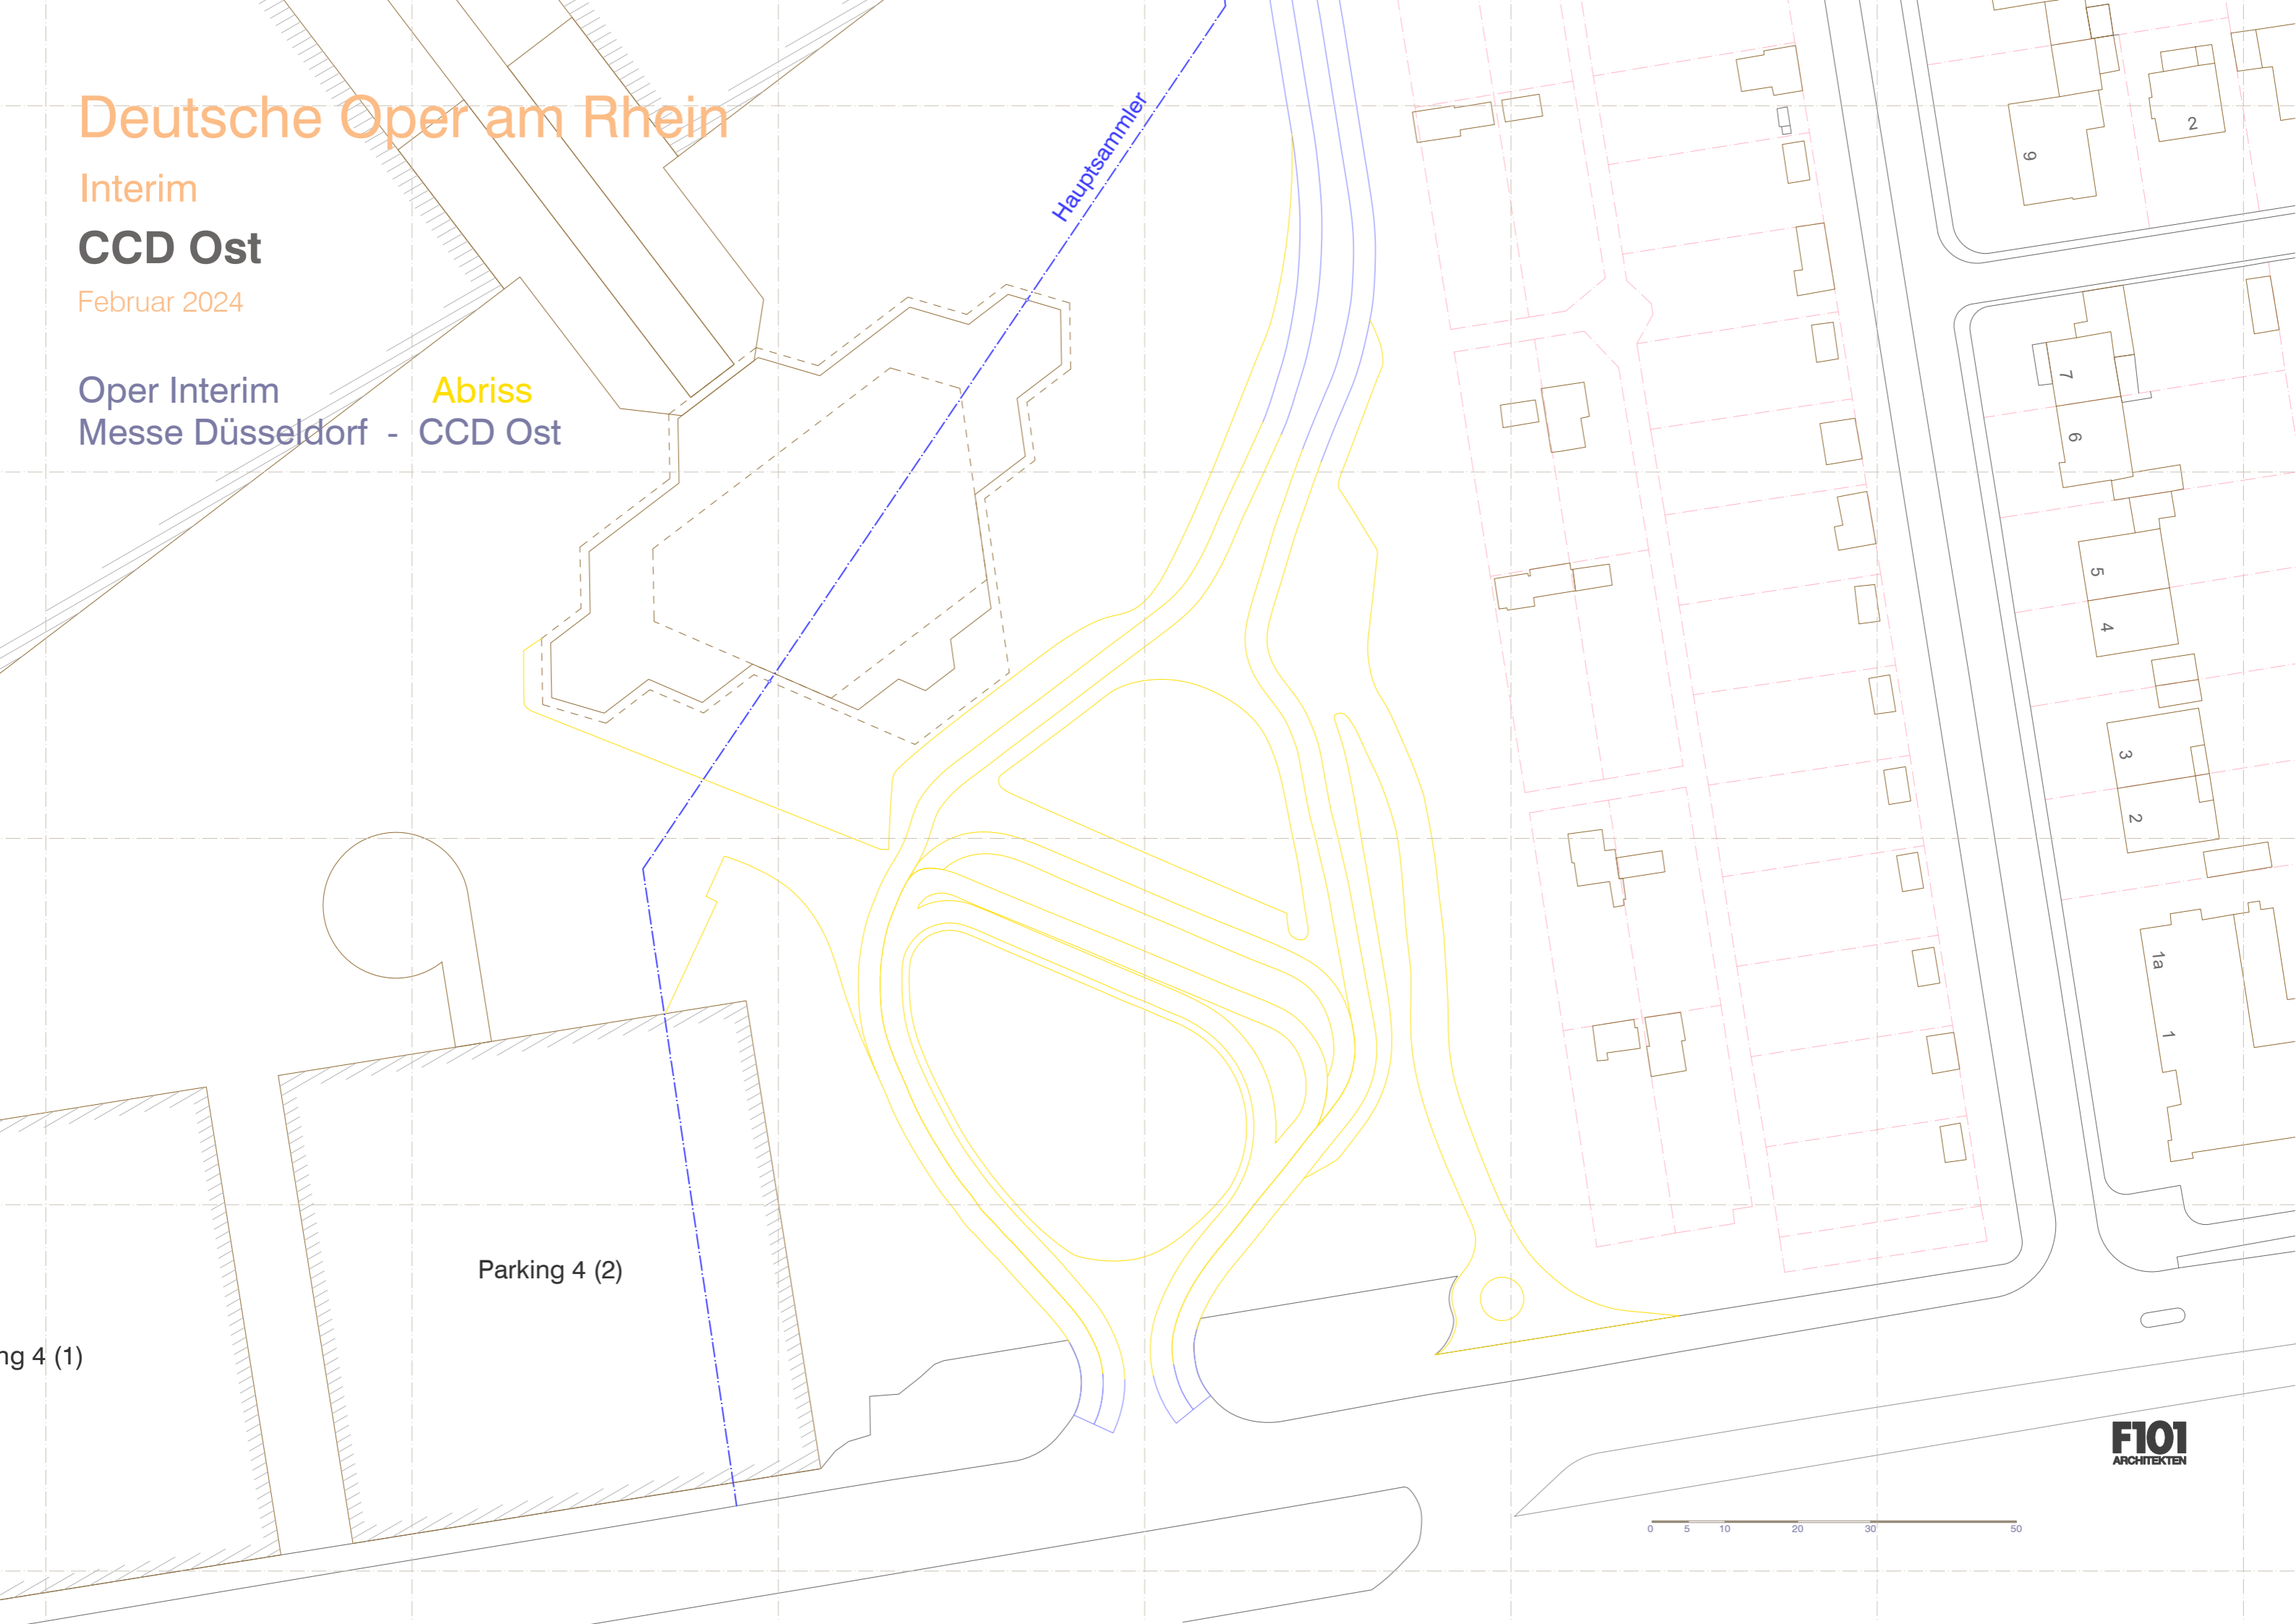 Deutsche Oper am Rhein
Interim
CCD Ost
Februar 2024
Oper Interim
Abriss
Messe Düsseldorf - CCD Ost
Hauptsammler
9
2
7
6
5
4
3
2
1a
1
Parking 4 (2)
ng 4 (1)
F101
ARCHITEKTEN
0 5 10 20 30 50